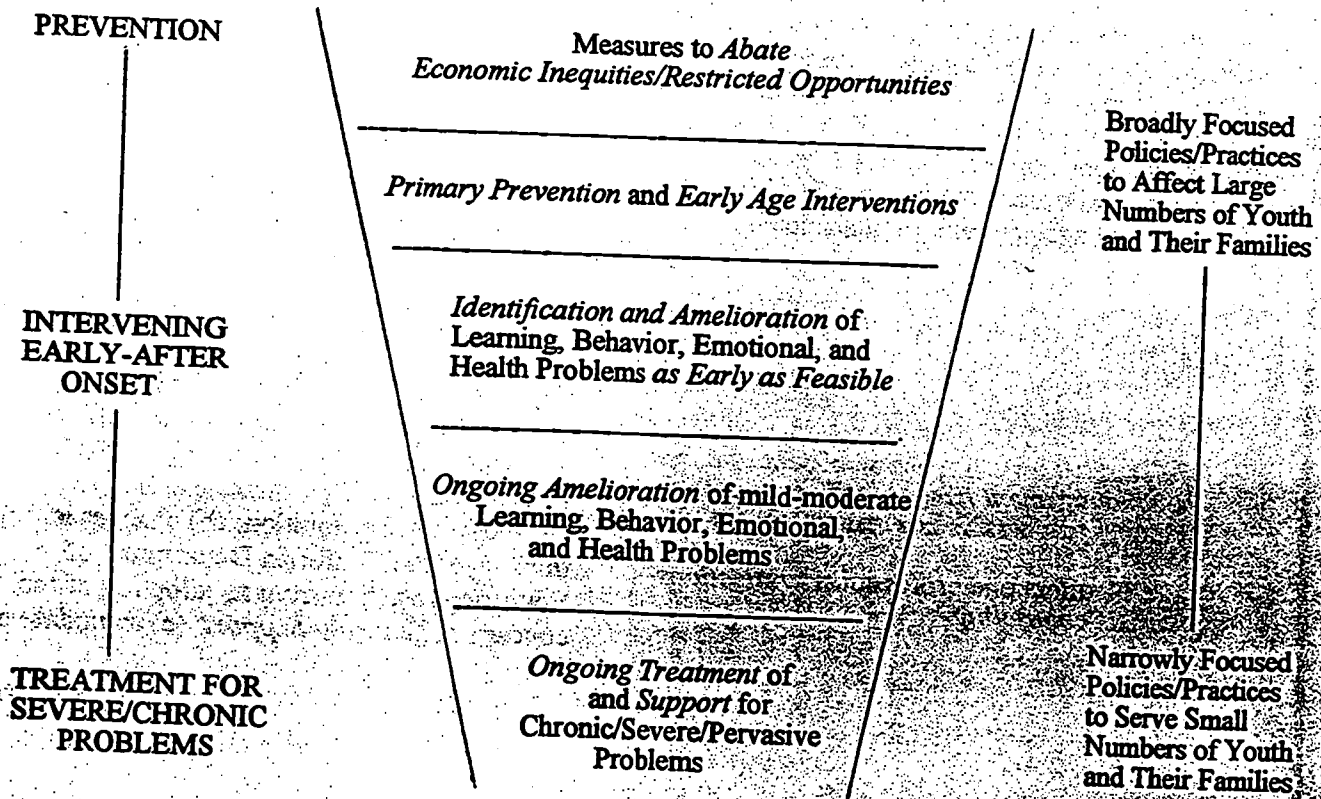 PREVENTION
Measures to Abate
Economic Inequities/Restricted Opportunities
Primary Prevention and Early Age Interventions
Broadly Focused
Policies/Practices
to Affect Large
Numbers of Youth
and Their Families
INTERVENING
EARLY-AFTER
ONSET
Identification and Amelioration of
Learning, Behavior, Emotional, and
Health Problems as Early as Feasible
Ongoing Amelioration of mild-moderate
Learning, Behavior, Emotional,
and Health Problems
TREATMENT FOR
SEVERE/CHRONIC
PROBLEMS
Ongoing Treatment of
and Support for
Chronic/Severe/Pervasive
Problems
Narrowly Focused
Policies/Practices
to Serve Small
Numbers of Youth
and Their Families